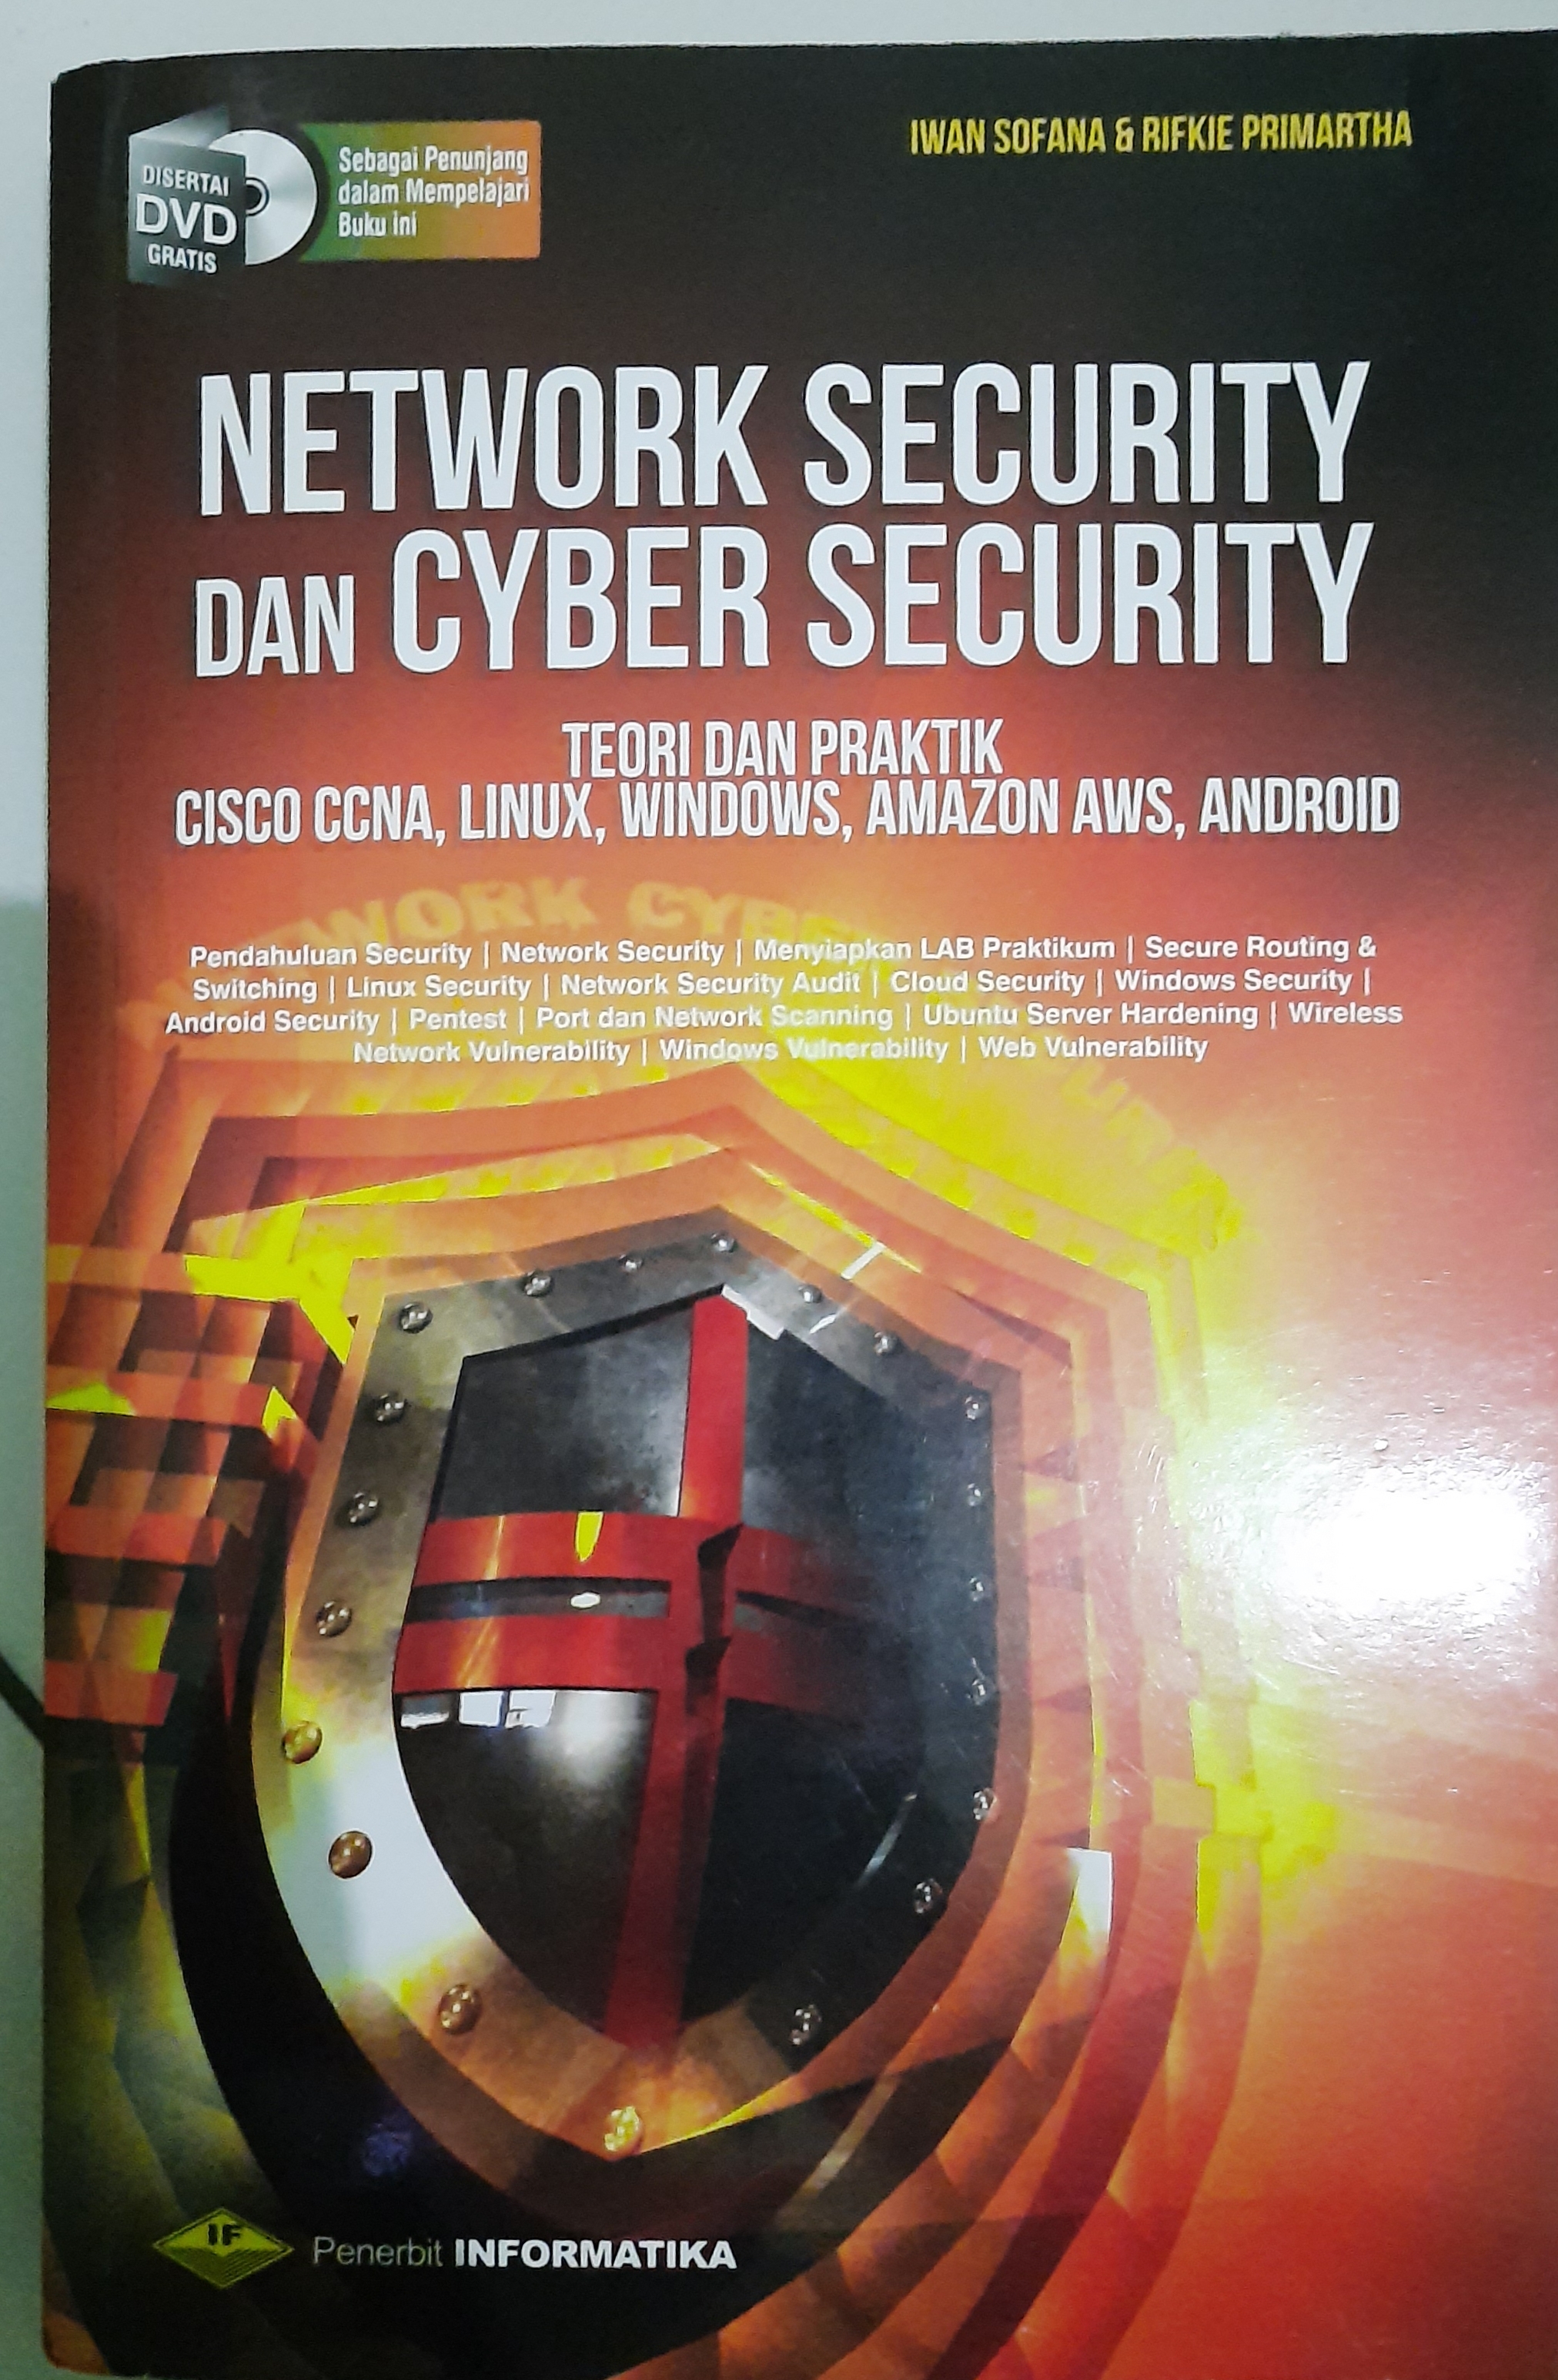 DISERTAI
DVD
GRATIS
Sebagai Penunjang
dalam Mempelajari
Buku ini
IWAN SOFANA & RIFKIE PRIMARTHA
NETWORK SECURITY
DAN CYBER SECURITY
TEORI DAN PRAKTIK
CISCO CCNA, LINUX, WINDOWS, AMAZON AWS, ANDROID
Pendahuluan Security | Network Security | Menyiapkan LAB Praktikum | Secure Routing &
Switching | Linux Security | Network Security Audit | Cloud Security | Windows Security |
Android Security | Pentest | Port dan Network Scanning | Ubuntu Server Hardening | Wireless
Network Vulnerability | Windows Vulnerability | Web Vulnerability
IF
Penerbit INFORMATIKA